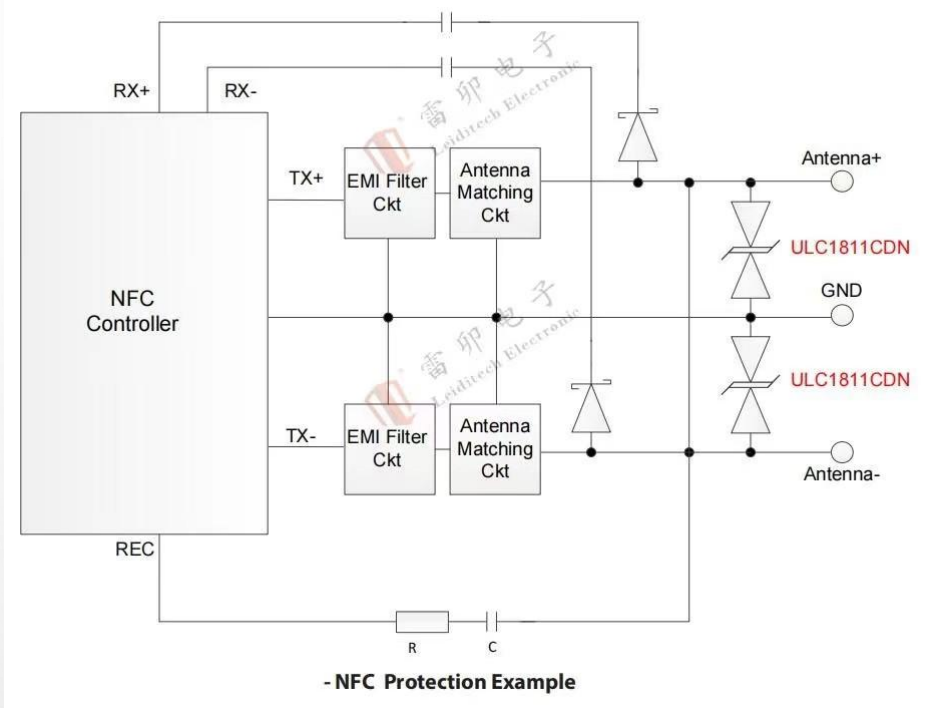 RX+
RX-
雷卯电子
Leiditech Electronic
TX+
EMI Filter
Ckt
Antenna
Matching
Ckt
Antenna+
ULC1811CDN
NFC
Controller
GND
雷卯电子
Leiditech Electronic
ULC1811CDN
TX-
EMI Filter
Ckt
Antenna
Matching
Ckt
Antenna-
REC
R
C
- NFC Protection Example